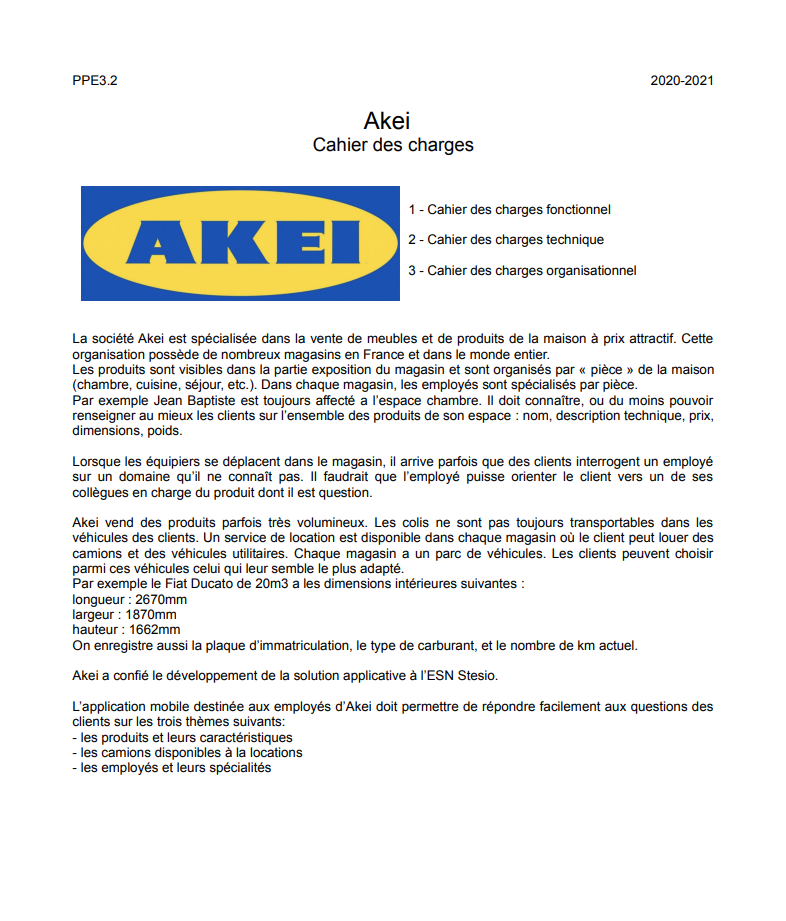 PPE3.2 2020-2021
Akei
Cahier des charges
AKEI
1 - Cahier des charges fonctionnel
2 - Cahier des charges technique
3 - Cahier des charges organisationnel
La société Akei est spécialisée dans la vente de meubles et de produits de la maison à prix attractif. Cette
organisation possède de nombreux magasins en France et dans le monde entier.
Les produits sont visibles dans la partie exposition du magasin et sont organisés par « pièce » de la maison
(chambre, cuisine, séjour, etc.). Dans chaque magasin, les employés sont spécialisés par pièce.
Par exemple Jean Baptiste est toujours affecté a l'espace chambre. Il doit connaître, ou du moins pouvoir
renseigner au mieux les clients sur l'ensemble des produits de son espace : nom, description technique, prix,
dimensions, poids.
Lorsque les équipiers se déplacent dans le magasin, il arrive parfois que des clients interrogent un employé
sur un domaine qu'il ne connaît pas. Il faudrait que l'employé puisse orienter le client vers un de ses
collègues en charge du produit dont il est question.
Akei vend des produits parfois très volumineux. Les colis ne sont pas toujours transportables dans les
véhicules des clients. Un service de location est disponible dans chaque magasin où le client peut louer des
camions et des véhicules utilitaires. Chaque magasin a un parc de véhicules. Les clients peuvent choisir
parmi ces véhicules celui qui leur semble le plus adapté.
Par exemple le Fiat Ducato de 20m3 a les dimensions intérieures suivantes :
longueur : 2670mm
largeur : 1870mm
hauteur : 1662mm
On enregistre aussi la plaque d'immatriculation, le type de carburant, et le nombre de km actuel.
Akei a confié le développement de la solution applicative à l'ESN Stesio.
L'application mobile destinée aux employés d'Akei doit permettre de répondre facilement aux questions des
clients sur les trois thèmes suivants:
- les produits et leurs caractéristiques
- les camions disponibles à la locations
- les employés et leurs spécialités